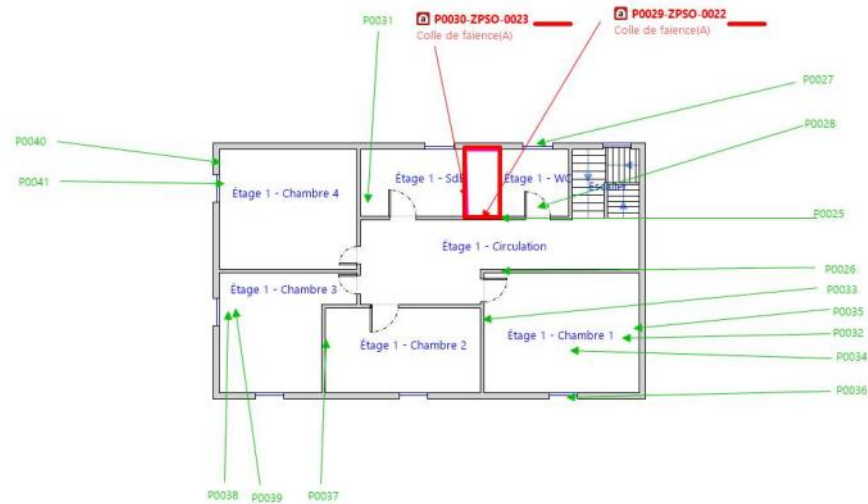 P0031
a P0030-ZPSO-0023
Colle de faïence(A)
a P0029-ZPSO-0022
Colle de faïence(A)
P0027
P0028
P0040
P0041
Étage 1 - Chambre 4
Étage 1 - SdB
Étage 1 - WC
Escalier
P0025
Étage 1 - Circulation
P0026
P0033
Étage 1 - Chambre 3
P0035
Étage 1 - Chambre 2
Étage 1 - Chambre 1
P0032
P0034
P0036
P0038
P0039
P0037